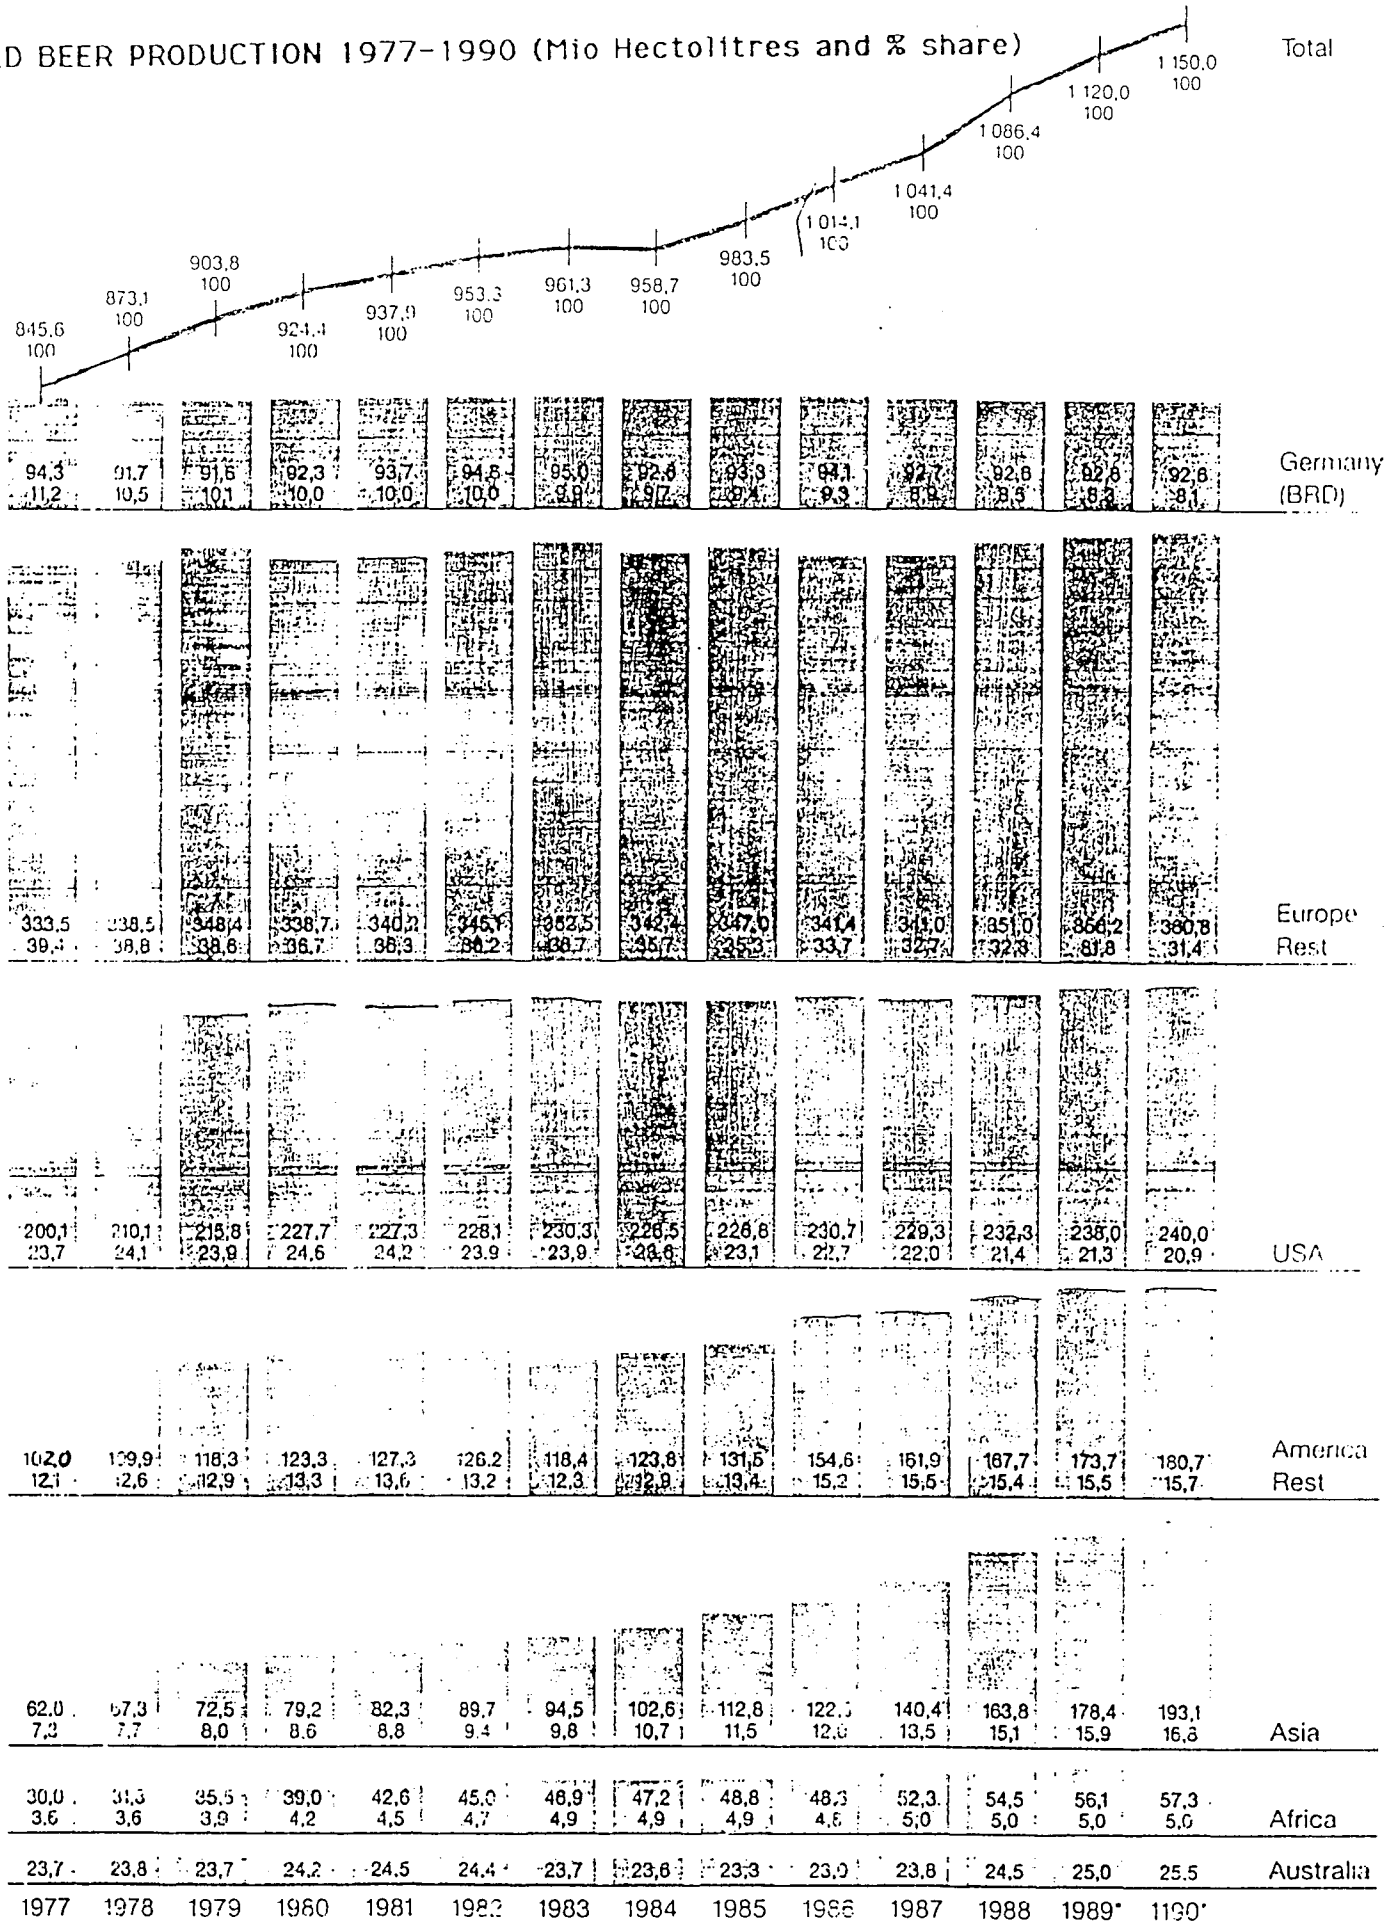 D BEER PRODUCTION 1977-1990 (Mio Hectolitres and % share)
Total
845,6 873,1 903,8 924,4 937,9 953,3 961,3 958,7 983,5 1 014,1 1 041,4 1 086,4 1 120,0 1 150,0
100 100 100 100 100 100 100 100 100 100 100 100 100 100
94,3 91,7 91,6 92,3 93,7 94,8 95,0 92,6 93,3 94,1 92,7 92,6 92,8 92,6 Germany
11,2 10,5 10,1 10,0 10,0 10,0 9,9 9,7 9,4 9,3 8,9 8,5 8,3 8,1 (BRD)
333,5 338,5 348,4 338,7 340,2 345,1 352,5 342,4 347,0 341,4 341,0 351,0 356,2 360,8 Europe
39,4 38,8 38,6 36,7 36,3 36,2 36,7 35,7 35,3 33,7 32,7 32,3 31,8 31,4 Rest
200,1 210,1 215,8 227,7 227,3 228,1 230,3 226,5 226,8 230,7 229,3 232,3 238,0 240,0
23,7 24,1 23,9 24,6 24,2 23,9 23,9 23,6 23,1 22,7 22,0 21,4 21,3 20,9 USA
102,0 109,9 118,3 123,3 127,3 126,2 118,4 123,8 131,5 154,6 161,9 167,7 173,7 180,7 America
12,1 12,6 12,9 13,3 13,6 13,2 12,3 12,9 13,4 15,2 15,5 15,4 15,5 15,7 Rest
62,0 67,3 72,5 79,2 82,3 89,7 94,5 102,6 112,8 140,4 163,8 178,4 193,1
7,3 7,7 8,0 8,6 8,8 9,4 9,8 10,7 11,5 12,0 13,5 15,1 15,9 16,8 Asia
30,0 35,5 39,0 42,6 45,0 46,9 47,2 48,8 48,3 52,3 54,5 56,1 57,3
3,6 3,6 3,9 4,2 4,5 4,7 4,9 4,9 4,9 4,8 5,0 5,0 5,0 5,0 Africa
23,7 23,8 23,7 24,2 24,5 24,4 23,7 23,6 23,3 23,0 23,8 24,5 25,0 25,5 Australia
1977 1978 1979 1980 1981 1982 1983 1984 1985 1986 1987 1988 1989* 1190*